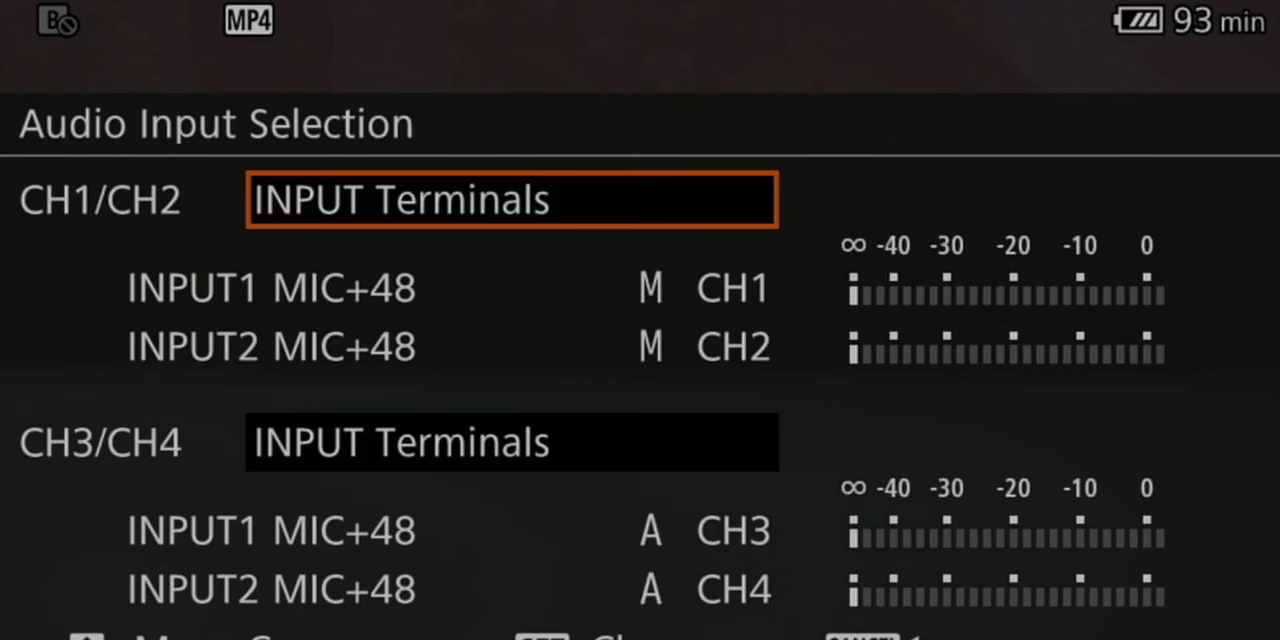 B MP4 93 min
Audio Input Selection
CH1/CH2 INPUT Terminals
∞ -40 -30 -20 -10 0
INPUT1 MIC+48 M CH1
INPUT2 MIC+48 M CH2
CH3/CH4 INPUT Terminals
∞ -40 -30 -20 -10 0
INPUT1 MIC+48 A CH3
INPUT2 MIC+48 A CH4